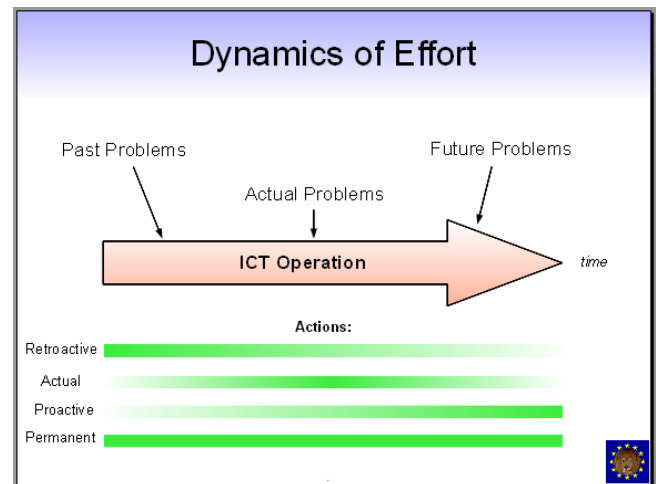 Dynamics of Effort
Past Problems
Future Problems
Actual Problems
ICT Operation
time
Actions:
Retroactive
Actual
Proactive
Permanent